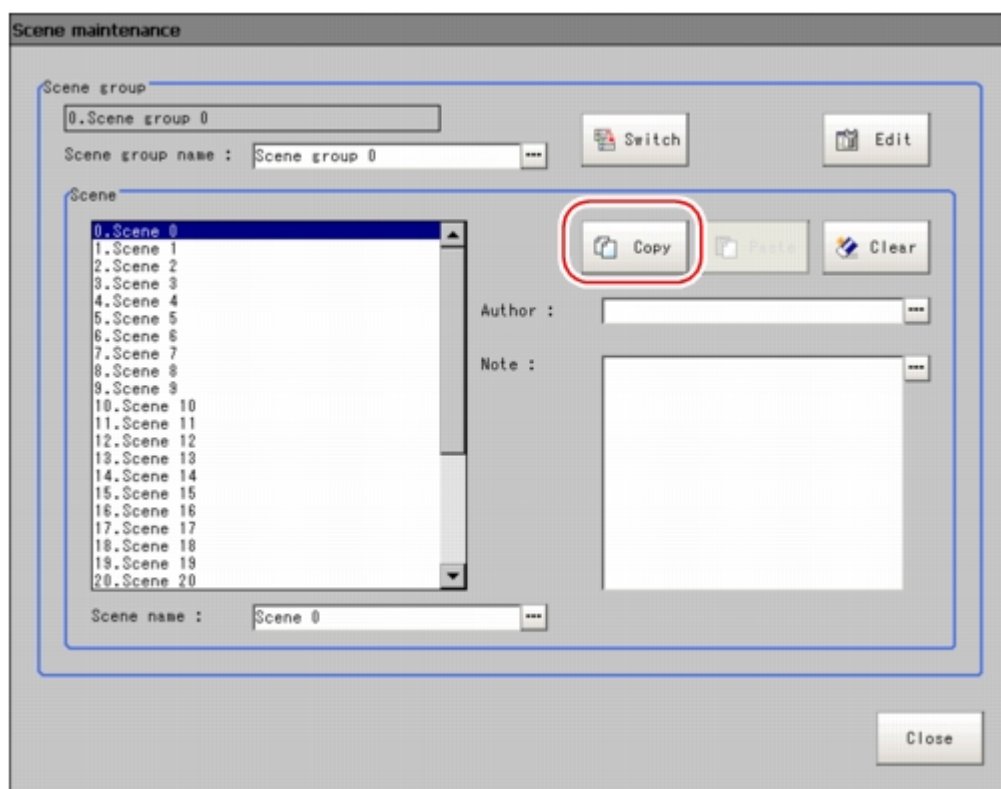 Scene maintenance
Scene group
0.Scene group 0
Switch
Edit
Scene group name :
Scene group 0
Scene
0.Scene 0
1.Scene 1
2.Scene 2
3.Scene 3
4.Scene 4
5.Scene 5
6.Scene 6
7.Scene 7
8.Scene 8
9.Scene 9
10.Scene 10
11.Scene 11
12.Scene 12
13.Scene 13
14.Scene 14
15.Scene 15
16.Scene 16
17.Scene 17
18.Scene 18
19.Scene 19
20.Scene 20
Copy
Paste
Clear
Author :
Note :
Scene name :
Scene 0
Close